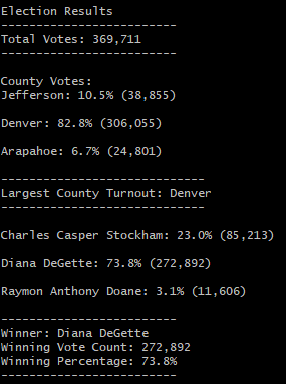 Election Results
-------------------------
Total Votes: 369,711
-------------------------
County Votes:
Jefferson: 10.5% (38,855)
Denver: 82.8% (306,055)
Arapahoe: 6.7% (24,801)
-----------------------------
Largest County Turnout: Denver
-----------------------------
Charles Casper Stockham: 23.0% (85,213)
Diana DeGette: 73.8% (272,892)
Raymon Anthony Doane: 3.1% (11,606)
-------------------------
Winner: Diana DeGette
Winning Vote Count: 272,892
Winning Percentage: 73.8%
-------------------------